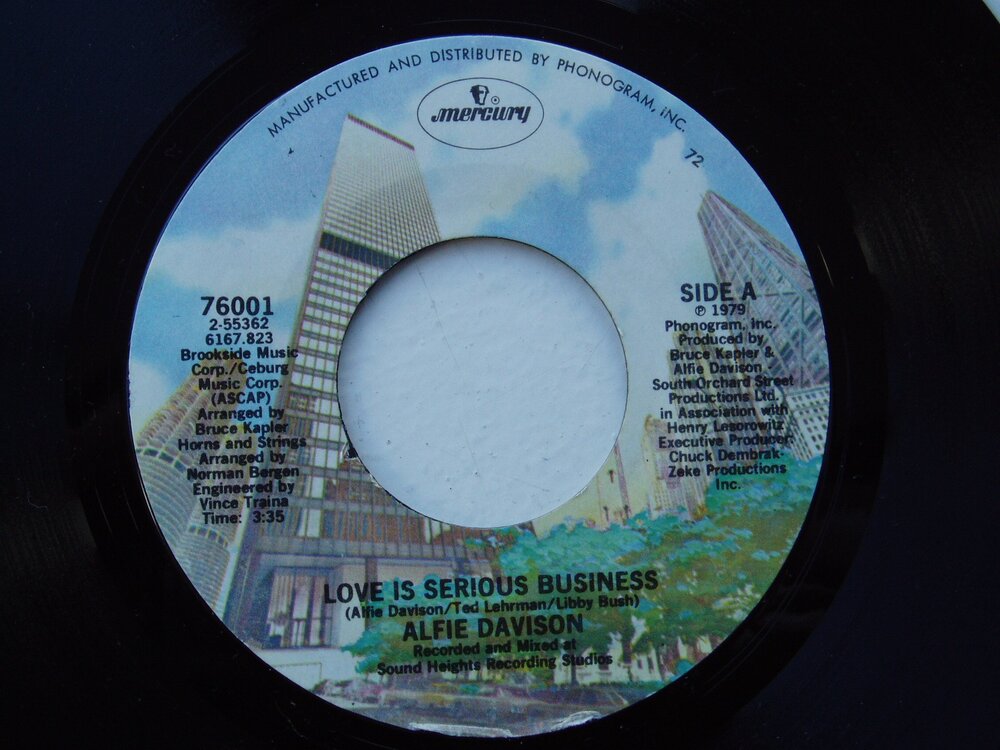 MANUFACTURED AND DISTRIBUTED BY PHONOGRAM, INC. 72
mercury
76001
2-55362
6167.823
Brookside Music
Corp./Ceburg
Music Corp.
(ASCAP)
Arranged by
Bruce Kapler
Horns and Strings
Arranged by
Norman Bergen
Engineered by
Vince Traina
Time: 3:35
SIDE A
℗ 1979
Phonogram, Inc.
Produced by
Bruce Kapler &
Alfie Davison
South Orchard Street
Productions Ltd.
in Association with
Henry Lesorowitz
Executive Producer:
Chuck Dembrak-
Zeke Productions
Inc.
LOVE IS SERIOUS BUSINESS
(Alfie Davison/Ted Lehrman/Libby Bush)
ALFIE DAVISON
Recorded and Mixed at
Sound Heights Recording Studios